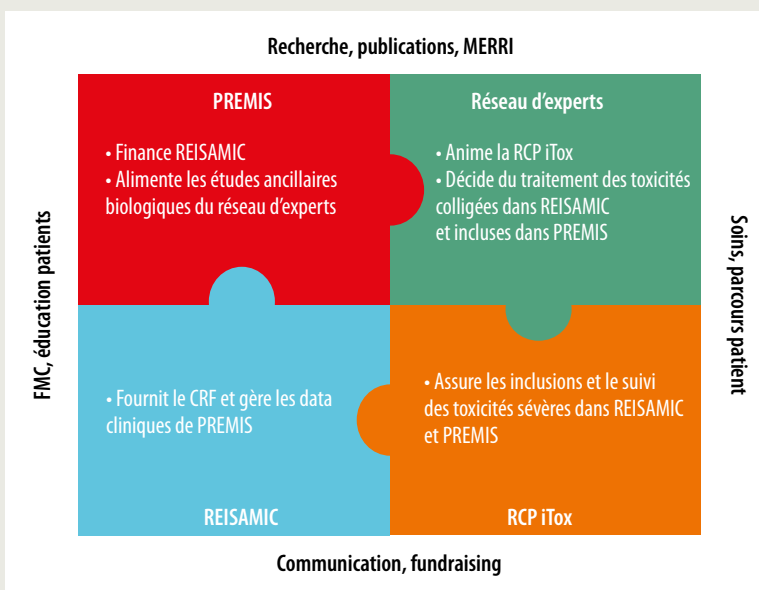 Recherche, publications, MERRI
PREMIS
• Finance REISAMIC
• Alimente les études ancillaires
biologiques du réseau d'experts
Réseau d'experts
• Anime la RCP iTox
• Décide du traitement des toxicités
colligées dans REISAMIC
et incluses dans PREMIS
FMC, éducation patients
Soins, parcours patient
• Fournit le CRF et gère les data
cliniques de PREMIS
REISAMIC
• Assure les inclusions et le suivi
des toxicités sévères dans REISAMIC
et PREMIS
RCP iTox
Communication, fundraising